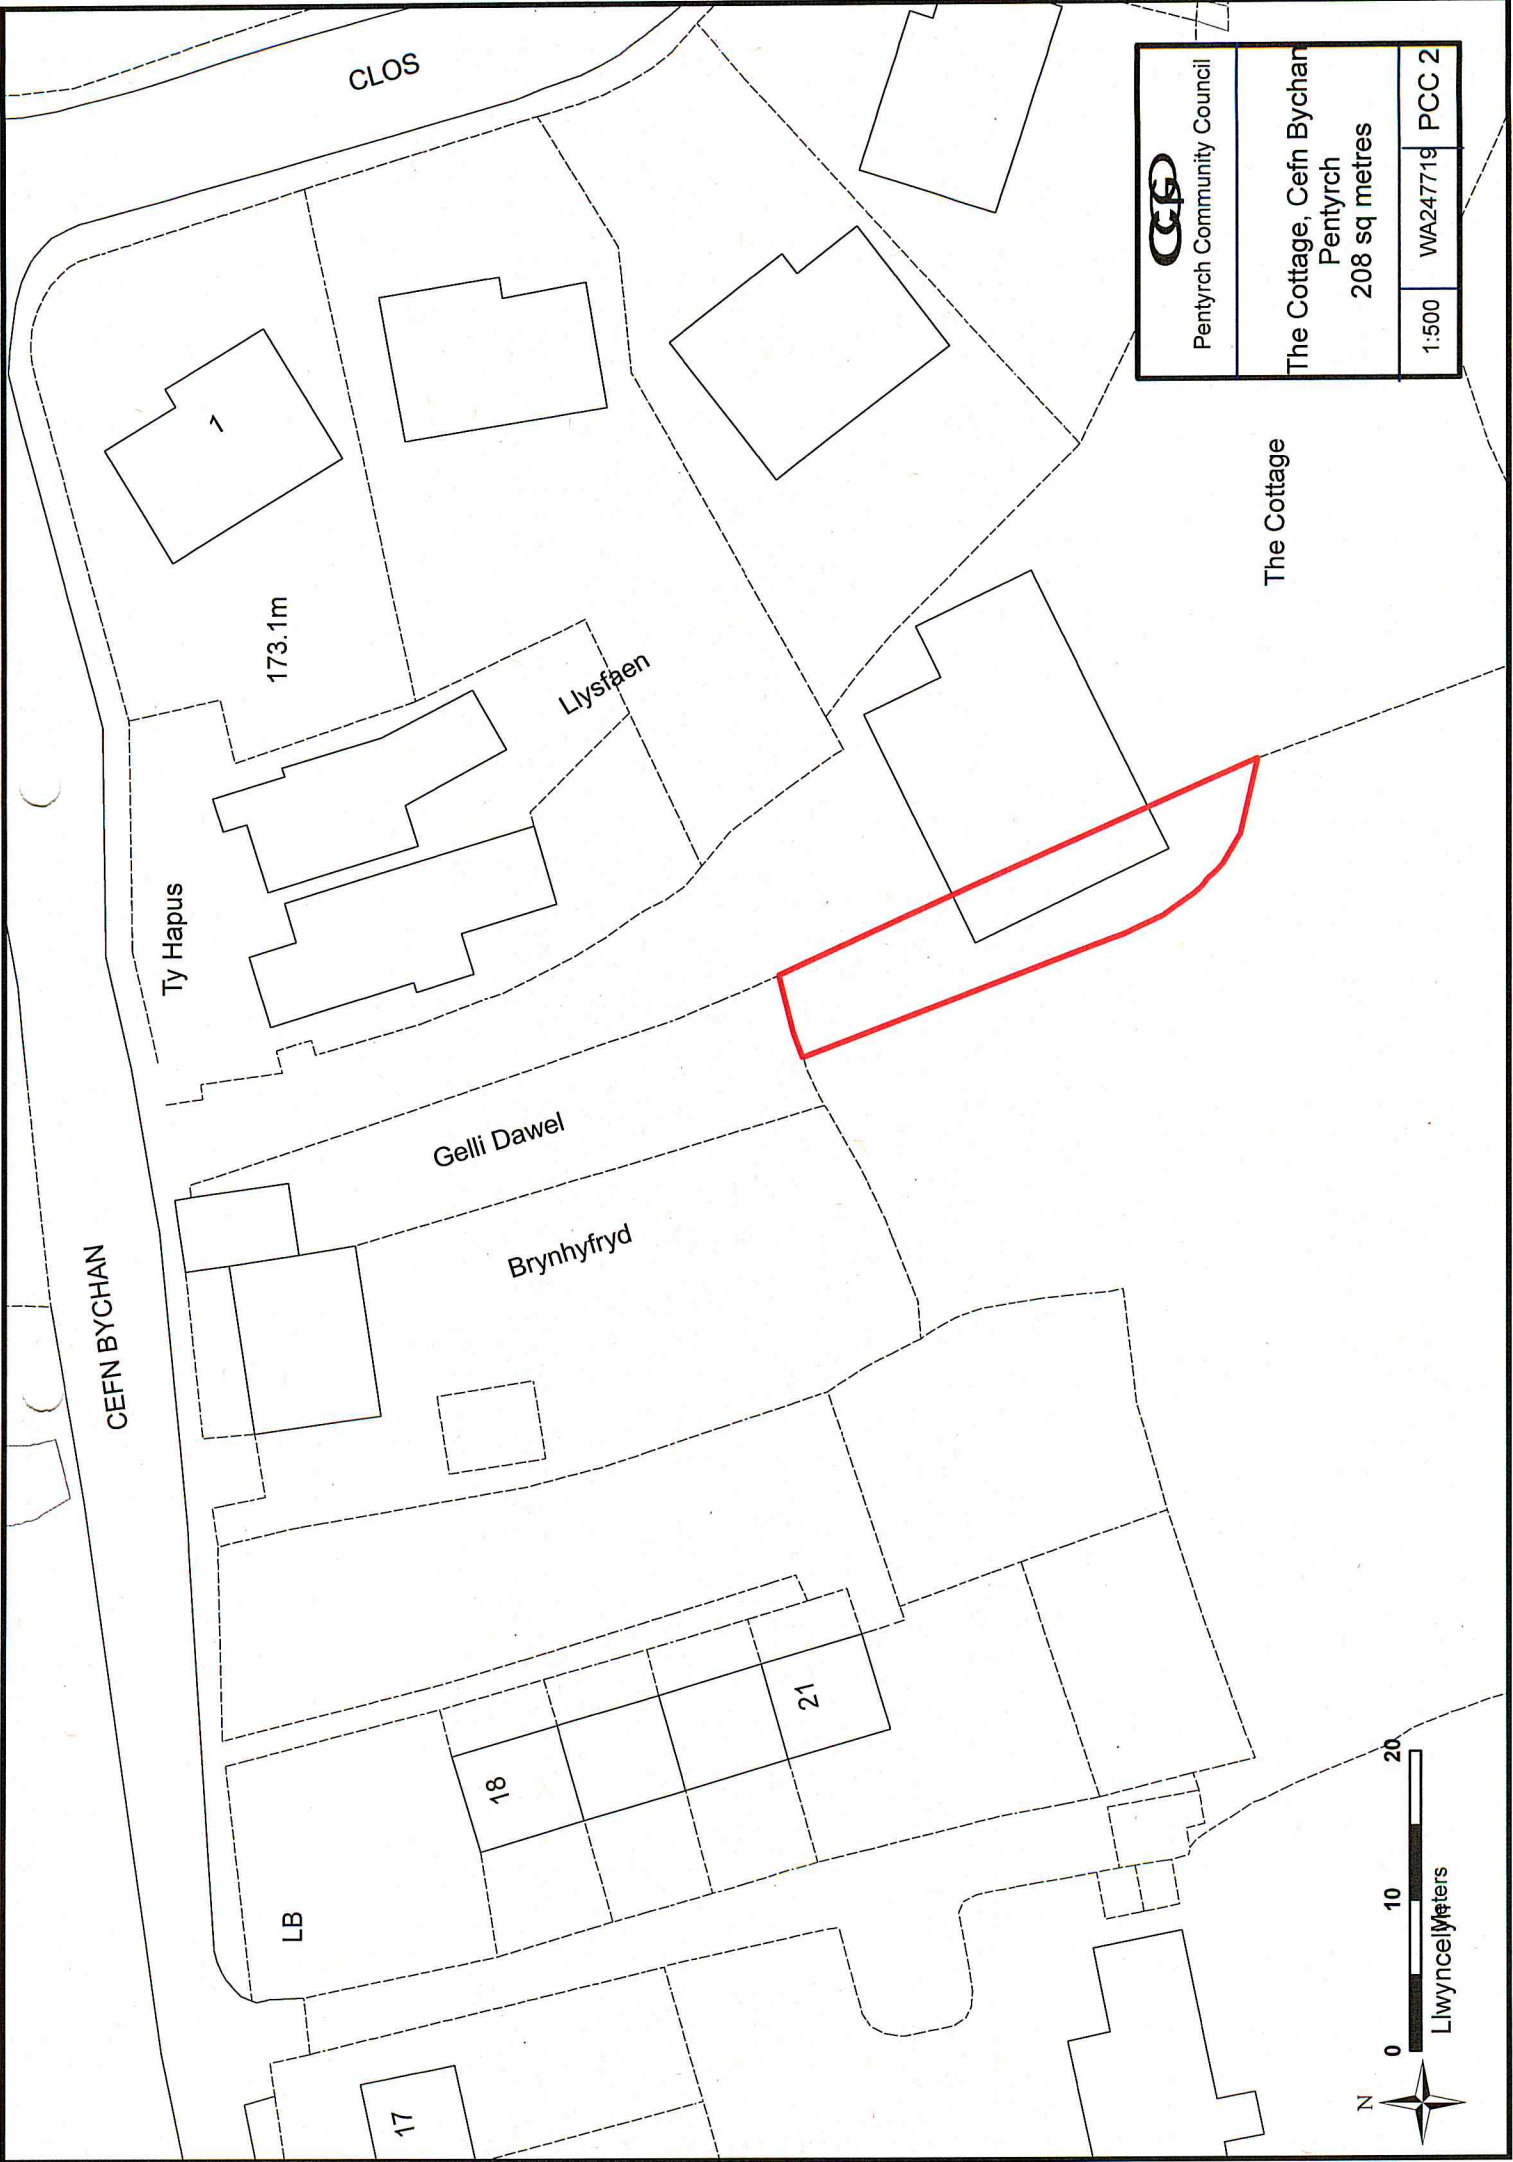 CEFN BYCHAN
CLOS
17
LB
18
21
Brynhyfryd
Gelli Dawel
Ty Hapus
Llysfaen
173.1m
1
The Cottage
Llwyncelyn
Meters
0 10 20
N
Pentyrch Community Council
The Cottage, Cefn Bychan
Pentyrch
208 sq metres
1:500 WA247719 PCC 2